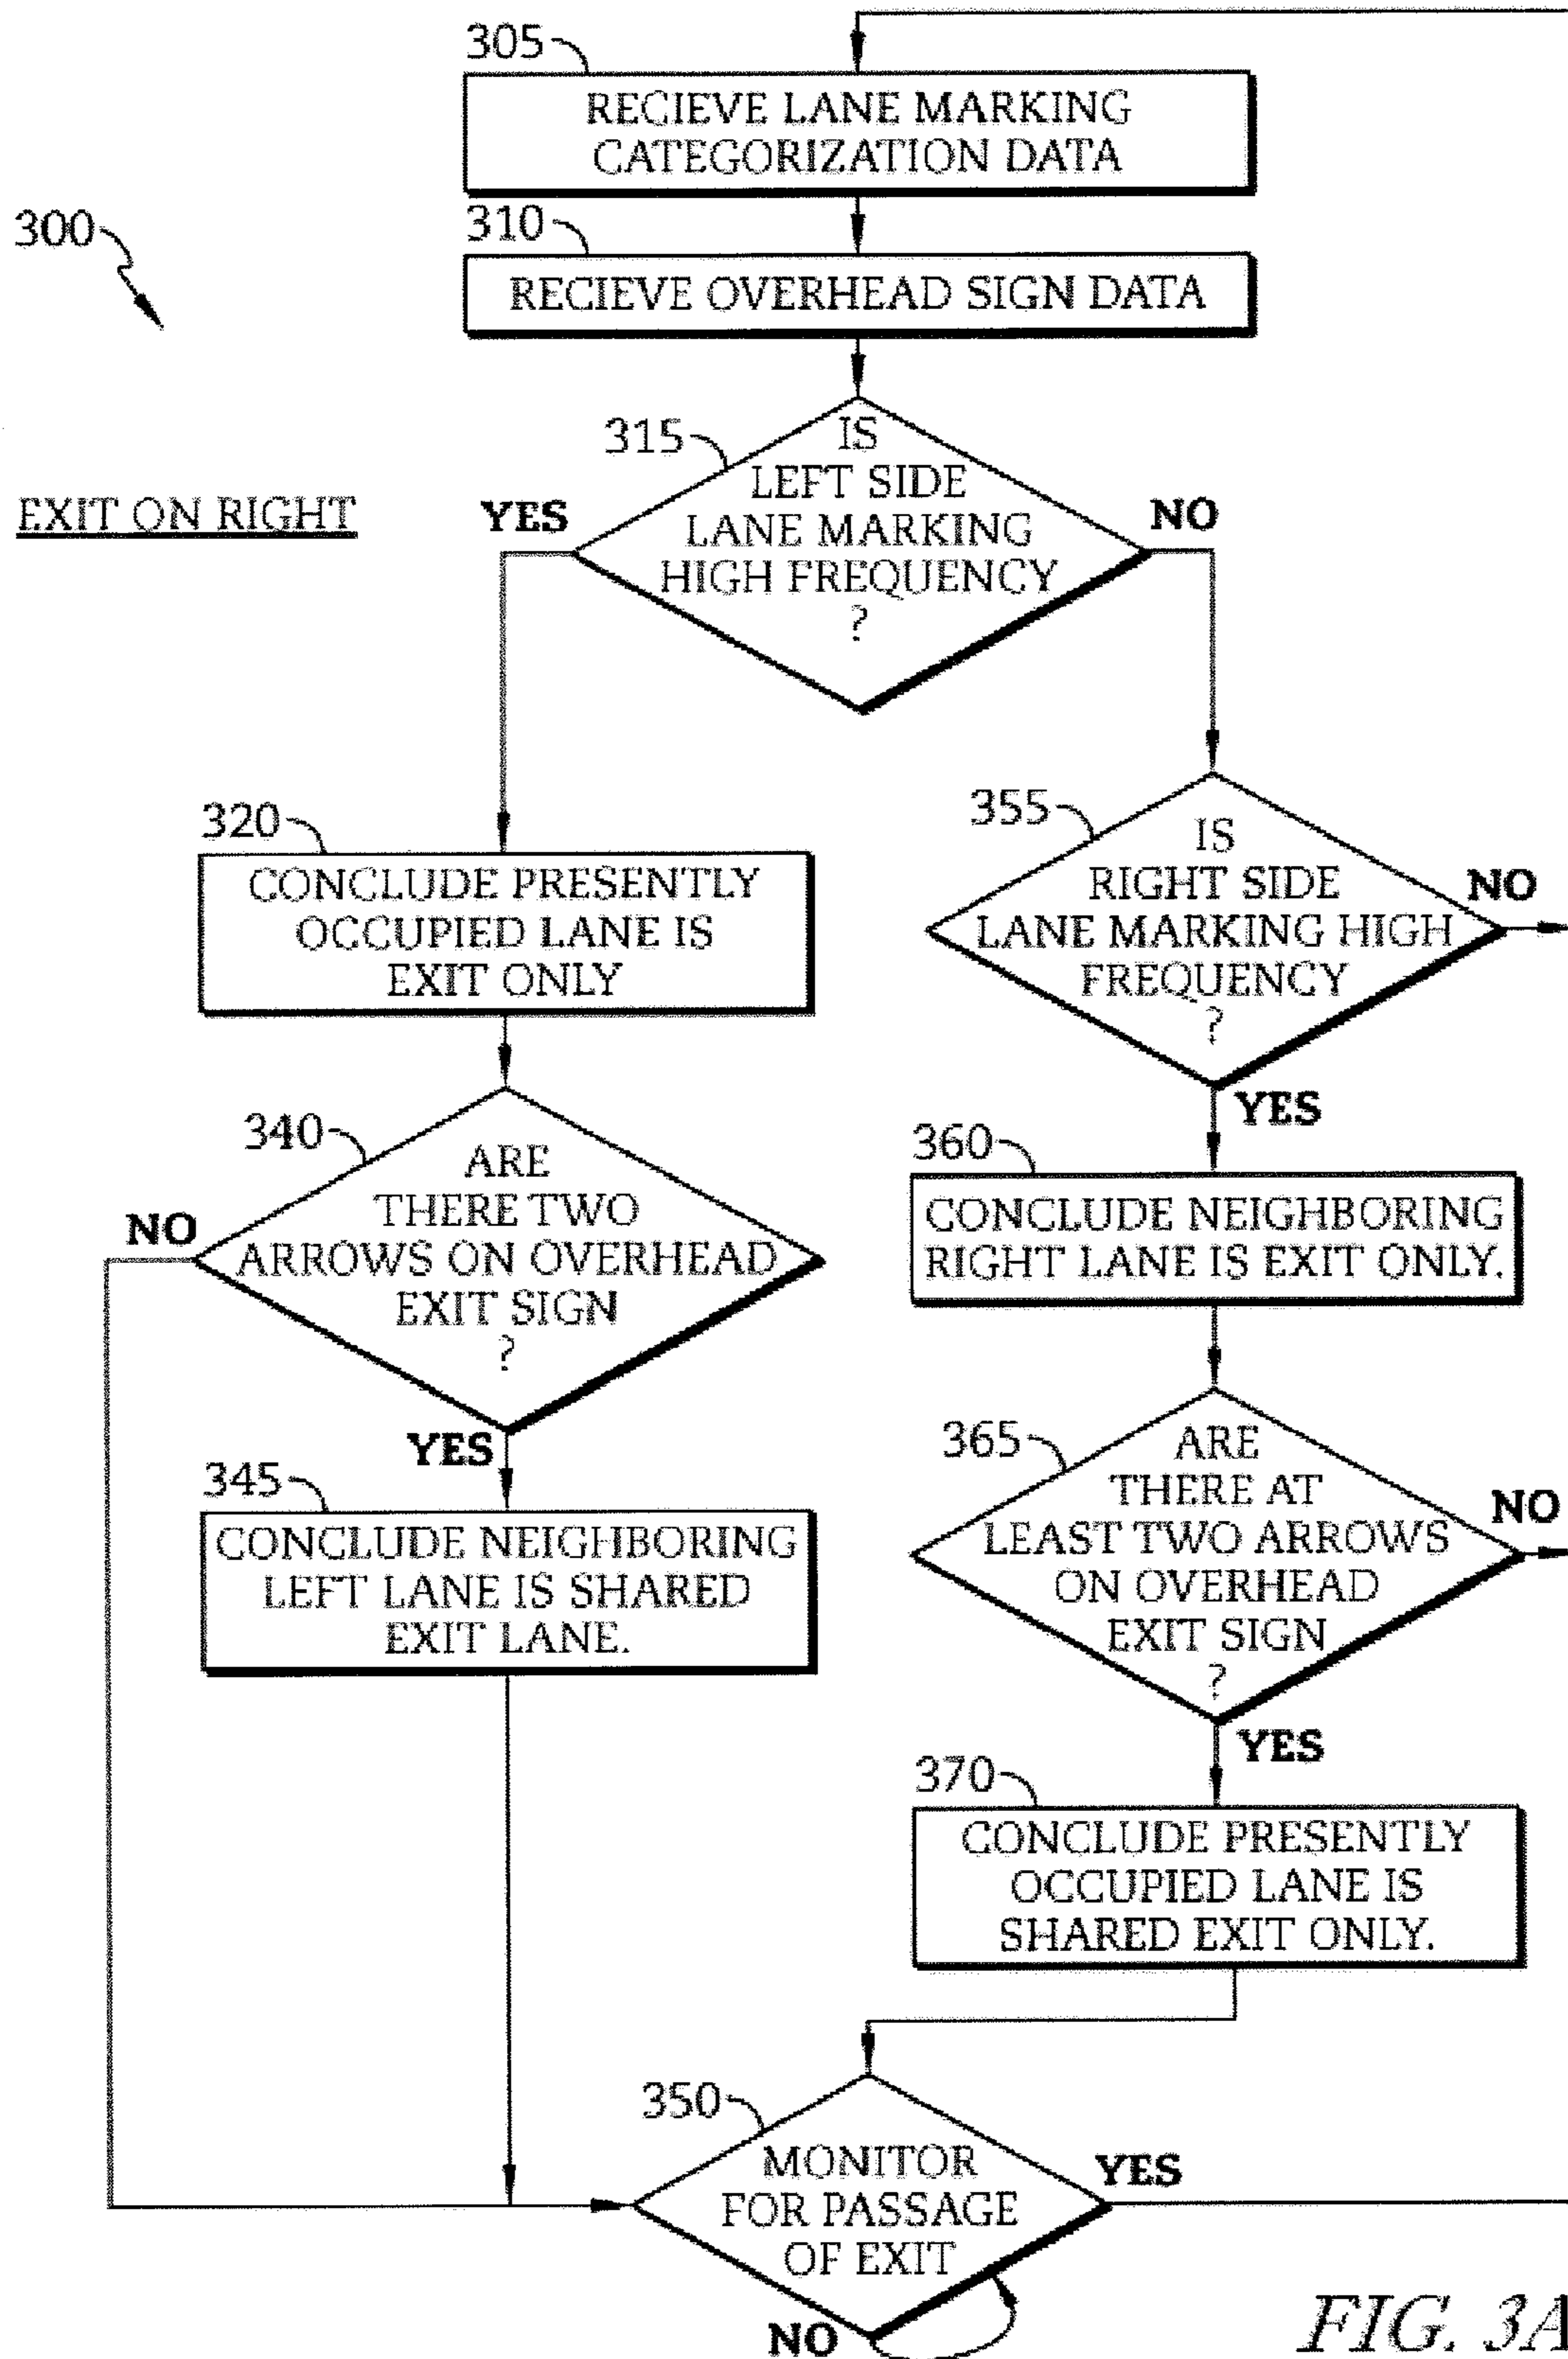 305
RECIEVE LANE MARKING
CATEGORIZATION DATA
300
310
RECIEVE OVERHEAD SIGN DATA
EXIT ON RIGHT
315
IS
LEFT SIDE
LANE MARKING
HIGH FREQUENCY
?
YES
NO
320
CONCLUDE PRESENTLY
OCCUPIED LANE IS
EXIT ONLY
355
IS
RIGHT SIDE
LANE MARKING HIGH
FREQUENCY
?
NO
YES
340
ARE
THERE TWO
ARROWS ON OVERHEAD
EXIT SIGN
?
NO
YES
360
CONCLUDE NEIGHBORING
RIGHT LANE IS EXIT ONLY.
345
CONCLUDE NEIGHBORING
LEFT LANE IS SHARED
EXIT LANE.
365
ARE
THERE AT
LEAST TWO ARROWS
ON OVERHEAD
EXIT SIGN
?
NO
YES
370
CONCLUDE PRESENTLY
OCCUPIED LANE IS
SHARED EXIT ONLY.
350
MONITOR
FOR PASSAGE
OF EXIT
YES
NO
FIG. 3A